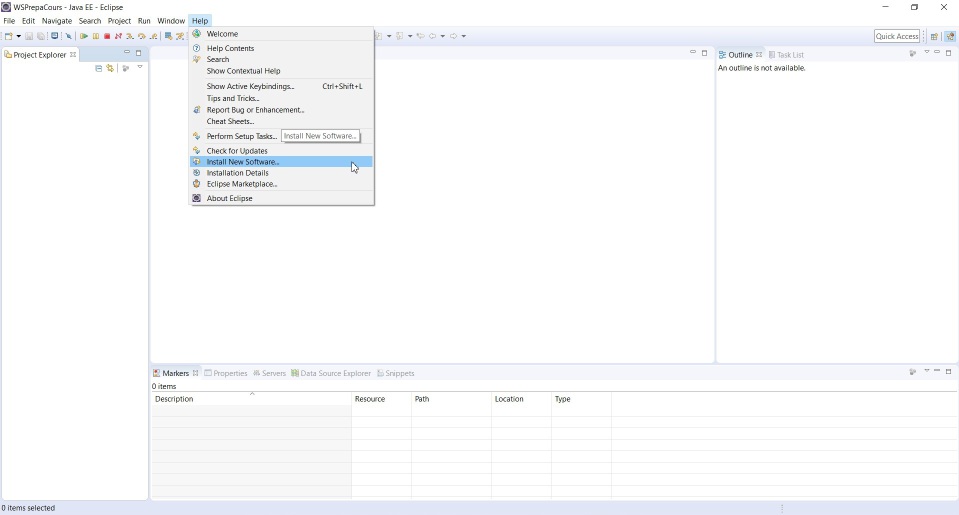 WSPrepaCours - Java EE - Eclipse
File Edit Navigate Search Project Run Window Help
Quick Access
Project Explorer
Welcome
Help Contents
Search
Show Contextual Help
Show Active Keybindings... Ctrl+Shift+L
Tips and Tricks...
Report Bug or Enhancement...
Cheat Sheets...
Perform Setup Tasks...
Install New Software...
Check for Updates
Install New Software...
Installation Details
Eclipse Marketplace...
About Eclipse
Outline Task List
An outline is not available.
Markers Properties Servers Data Source Explorer Snippets
0 items
Description Resource Path Location Type
0 items selected